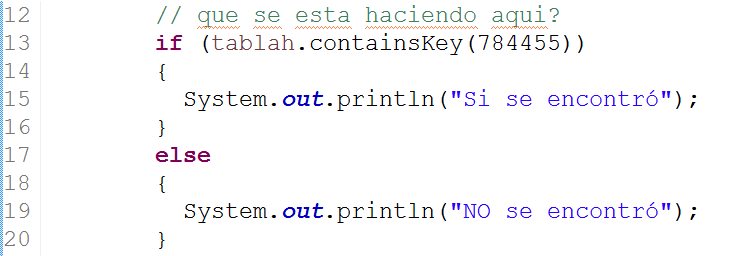 12 // que se esta haciendo aqui?
13 if (tablah.containsKey(784455))
14 {
15 System.out.println("Si se encontró");
16 }
17 else
18 {
19 System.out.println("NO se encontró");
20 }